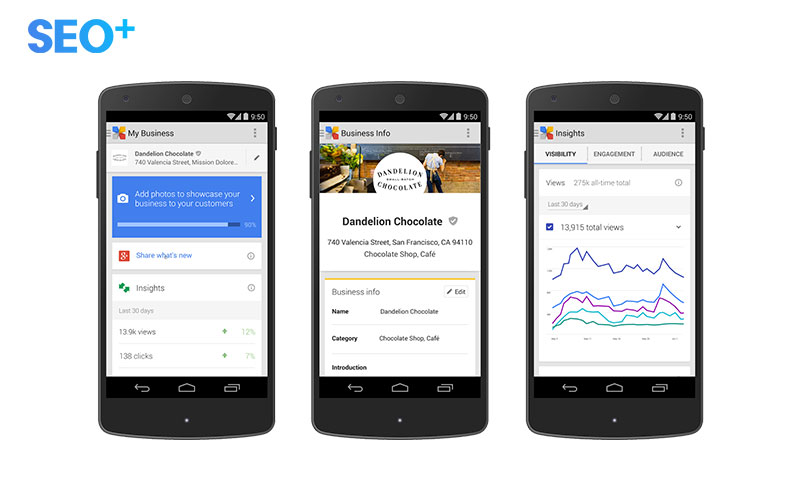 SEO+
9:50
My Business
Dandelion Chocolate
740 Valencia Street, Mission Dolore...
Add photos to showcase your
business to your customers
80%
Share what's new
Insights
Last 30 days
13.9k views
+ 12%
138 clicks
+ 7%
9:50
Business Info
DANDELION
SMALL BATCH
CHOCOLATE
Dandelion Chocolate
740 Valencia Street, San Francisco, CA 94110
Chocolate Shop, Café
Business info
Edit
Name
Dandelion Chocolate
Category
Chocolate Shop, Café
Introduction
9:50
Insights
VISIBILITY
ENGAGEMENT
AUDIENCE
Views 275k all-time total
Last 30 days
13,915 total views